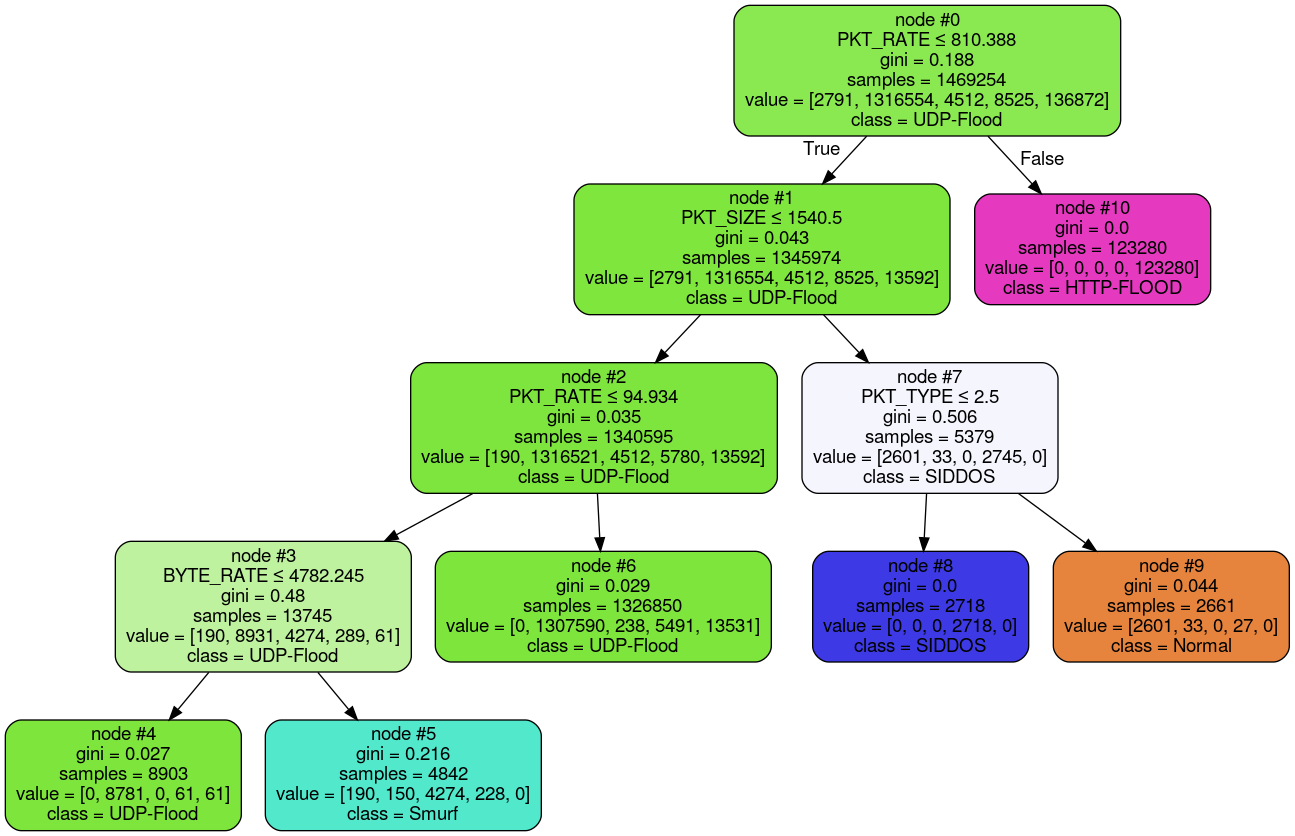 node #0
PKT_RATE ≤ 810.388
gini = 0.188
samples = 1469254
value = [2791, 1316554, 4512, 8525, 136872]
class = UDP-Flood
True
False
node #1
PKT_SIZE ≤ 1540.5
gini = 0.043
samples = 1345974
value = [2791, 1316554, 4512, 8525, 13592]
class = UDP-Flood
node #10
gini = 0.0
samples = 123280
value = [0, 0, 0, 0, 123280]
class = HTTP-FLOOD
node #2
PKT_RATE ≤ 94.934
gini = 0.035
samples = 1340595
value = [190, 1316521, 4512, 5780, 13592]
class = UDP-Flood
node #7
PKT_TYPE ≤ 2.5
gini = 0.506
samples = 5379
value = [2601, 33, 0, 2745, 0]
class = SIDDOS
node #3
BYTE_RATE ≤ 4782.245
gini = 0.48
samples = 13745
value = [190, 8931, 4274, 289, 61]
class = UDP-Flood
node #6
gini = 0.029
samples = 1326850
value = [0, 1307590, 238, 5491, 13531]
class = UDP-Flood
node #8
gini = 0.0
samples = 2718
value = [0, 0, 0, 2718, 0]
class = SIDDOS
node #9
gini = 0.044
samples = 2661
value = [2601, 33, 0, 27, 0]
class = Normal
node #4
gini = 0.027
samples = 8903
value = [0, 8781, 0, 61, 61]
class = UDP-Flood
node #5
gini = 0.216
samples = 4842
value = [190, 150, 4274, 228, 0]
class = Smurf